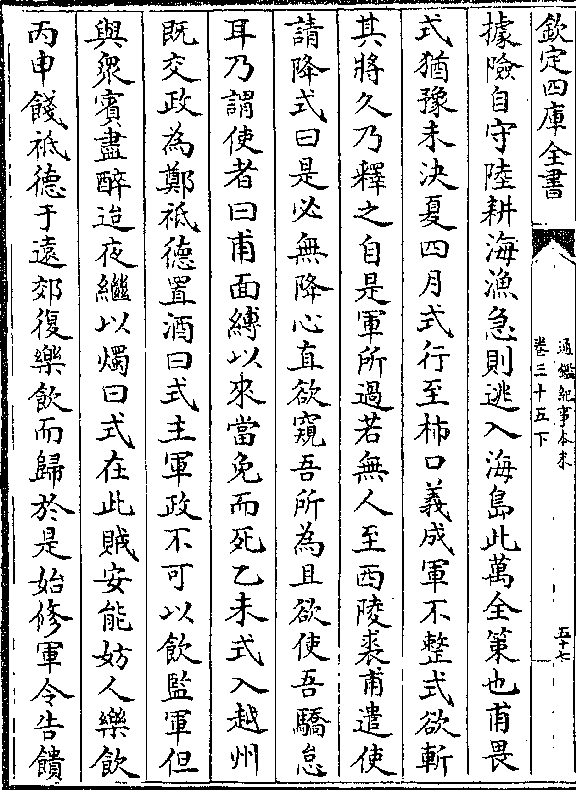 欽定四庫全書
通鑑紀事本末
卷三十五下
五十七
據險自守陸耕海漁急則逃入海島此萬全策也甫畏
式猶豫未決夏四月式行至柿口義成軍不整式欲斬
其將久乃釋之自是軍所過若無人至西陵裘甫遣使
請降式曰是必無降心直欲窺吾所為且欲使吾驕怠
耳乃謂使者曰甫面縛以來當免而死乙未式入越州
既交政為鄭祗德置酒曰式主軍政不可以飲監軍但
與衆賓盡醉迨夜繼以燭曰式在此賊安能妨人樂飲
丙申餞祗德于遠郊復樂飲而歸於是始修軍令告饋